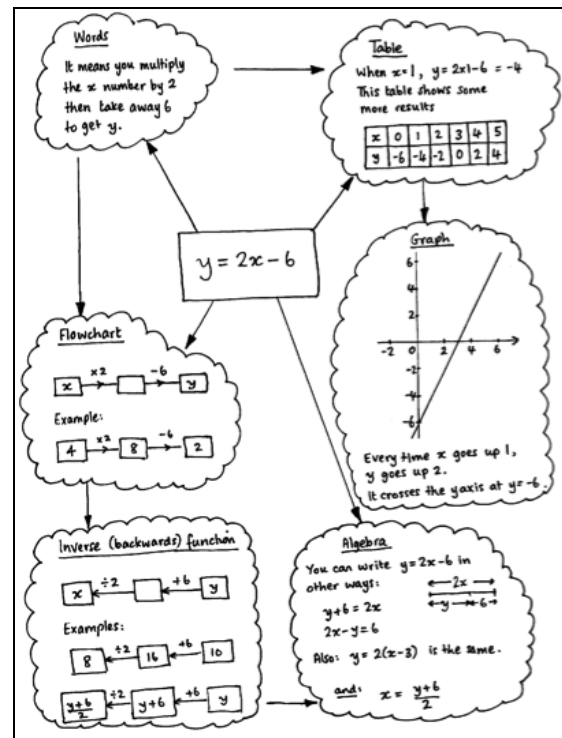 Words
It means you multiply
the x number by 2
then take away 6
to get y.
Table
When x=1, y=2x1-6 = -4
This table shows some
more results
x 0 1 2 3 4 5
y -6 -4 -2 0 2 4
y = 2x - 6
Graph
6
4
2
-2 0 2 4 6
-2
-4
-6
Every time x goes up 1,
y goes up 2.
It crosses the y axis at y=-6.
Flowchart
x ×2 -6 y
Example:
4 ×2 8 -6 2
Inverse (backwards) function
x ÷2 +6 y
Examples:
8 ÷2 16 +6 10
y+6/2 ÷2 y+6 +6 y
Algebra
You can write y=2x-6 in
other ways:
2x
y 6
y+6 = 2x
2x-y=6
Also: y=2(x-3) is the same.
and: x = y+6/2